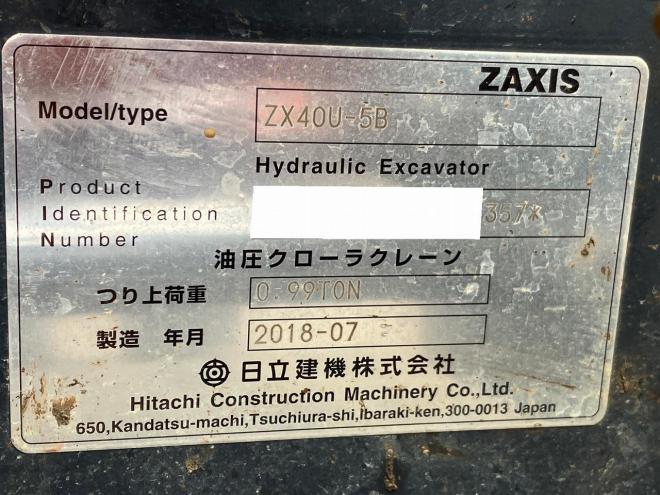 ZAXIS
Model/type ZX40U-5B
Hydraulic Excavator
Product
Identification 357*
Number
油圧クローラクレーン
つり上荷重 0.99TON
製造 年月 2018-07
日立建機株式会社
Hitachi Construction Machinery Co.,Ltd.
650,Kandatsu-machi,Tsuchiura-shi,Ibaraki-ken,300-0013 Japan